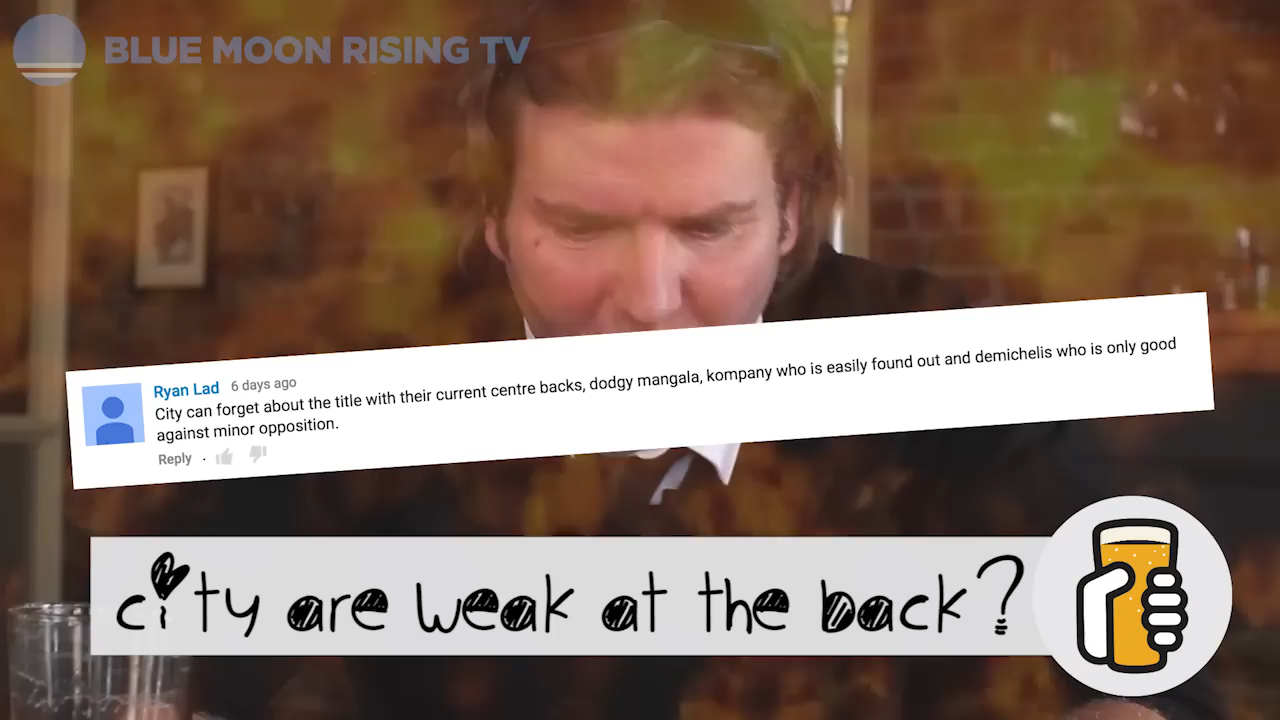 BLUE MOON RISING TV
Ryan Lad 6 days ago
City can forget about the title with their current centre backs, dodgy mangala, kompany who is easily found out and demichelis who is only good
against minor opposition.
Reply ·
city are weak at the back?